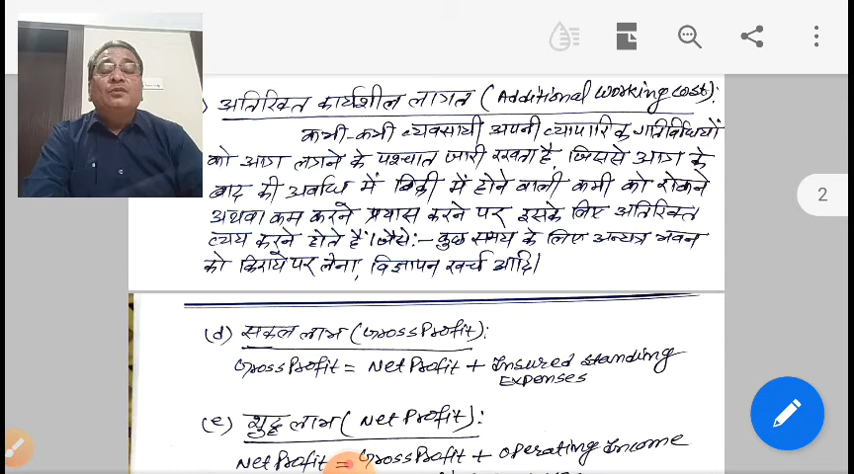 ) अतिरिक्त कार्यशील लागत (Additional Working Cost):
कभी-कभी व्यवसायी अपनी व्यापारिक गतिविधियों
को आग लगने के पश्चात जारी रखता है, जिससे आग के
बाद की अवधि में बिक्री में होने वाली कमी को रोकने
अथवा कम करने प्रयास करने पर इसके लिए अतिरिक्त
व्यय करने होते हैं। जैसे:- कुछ समय के लिए अन्यत्र भवन
को किराये पर लेना, विज्ञापन खर्च आदि।
2
(d) सकल लाभ (Gross Profit):
Gross Profit = Net Profit + Insured Standing
Expenses
(e) शुद्ध लाभ (Net Profit):
Net Profit = Gross Profit + Operating Income